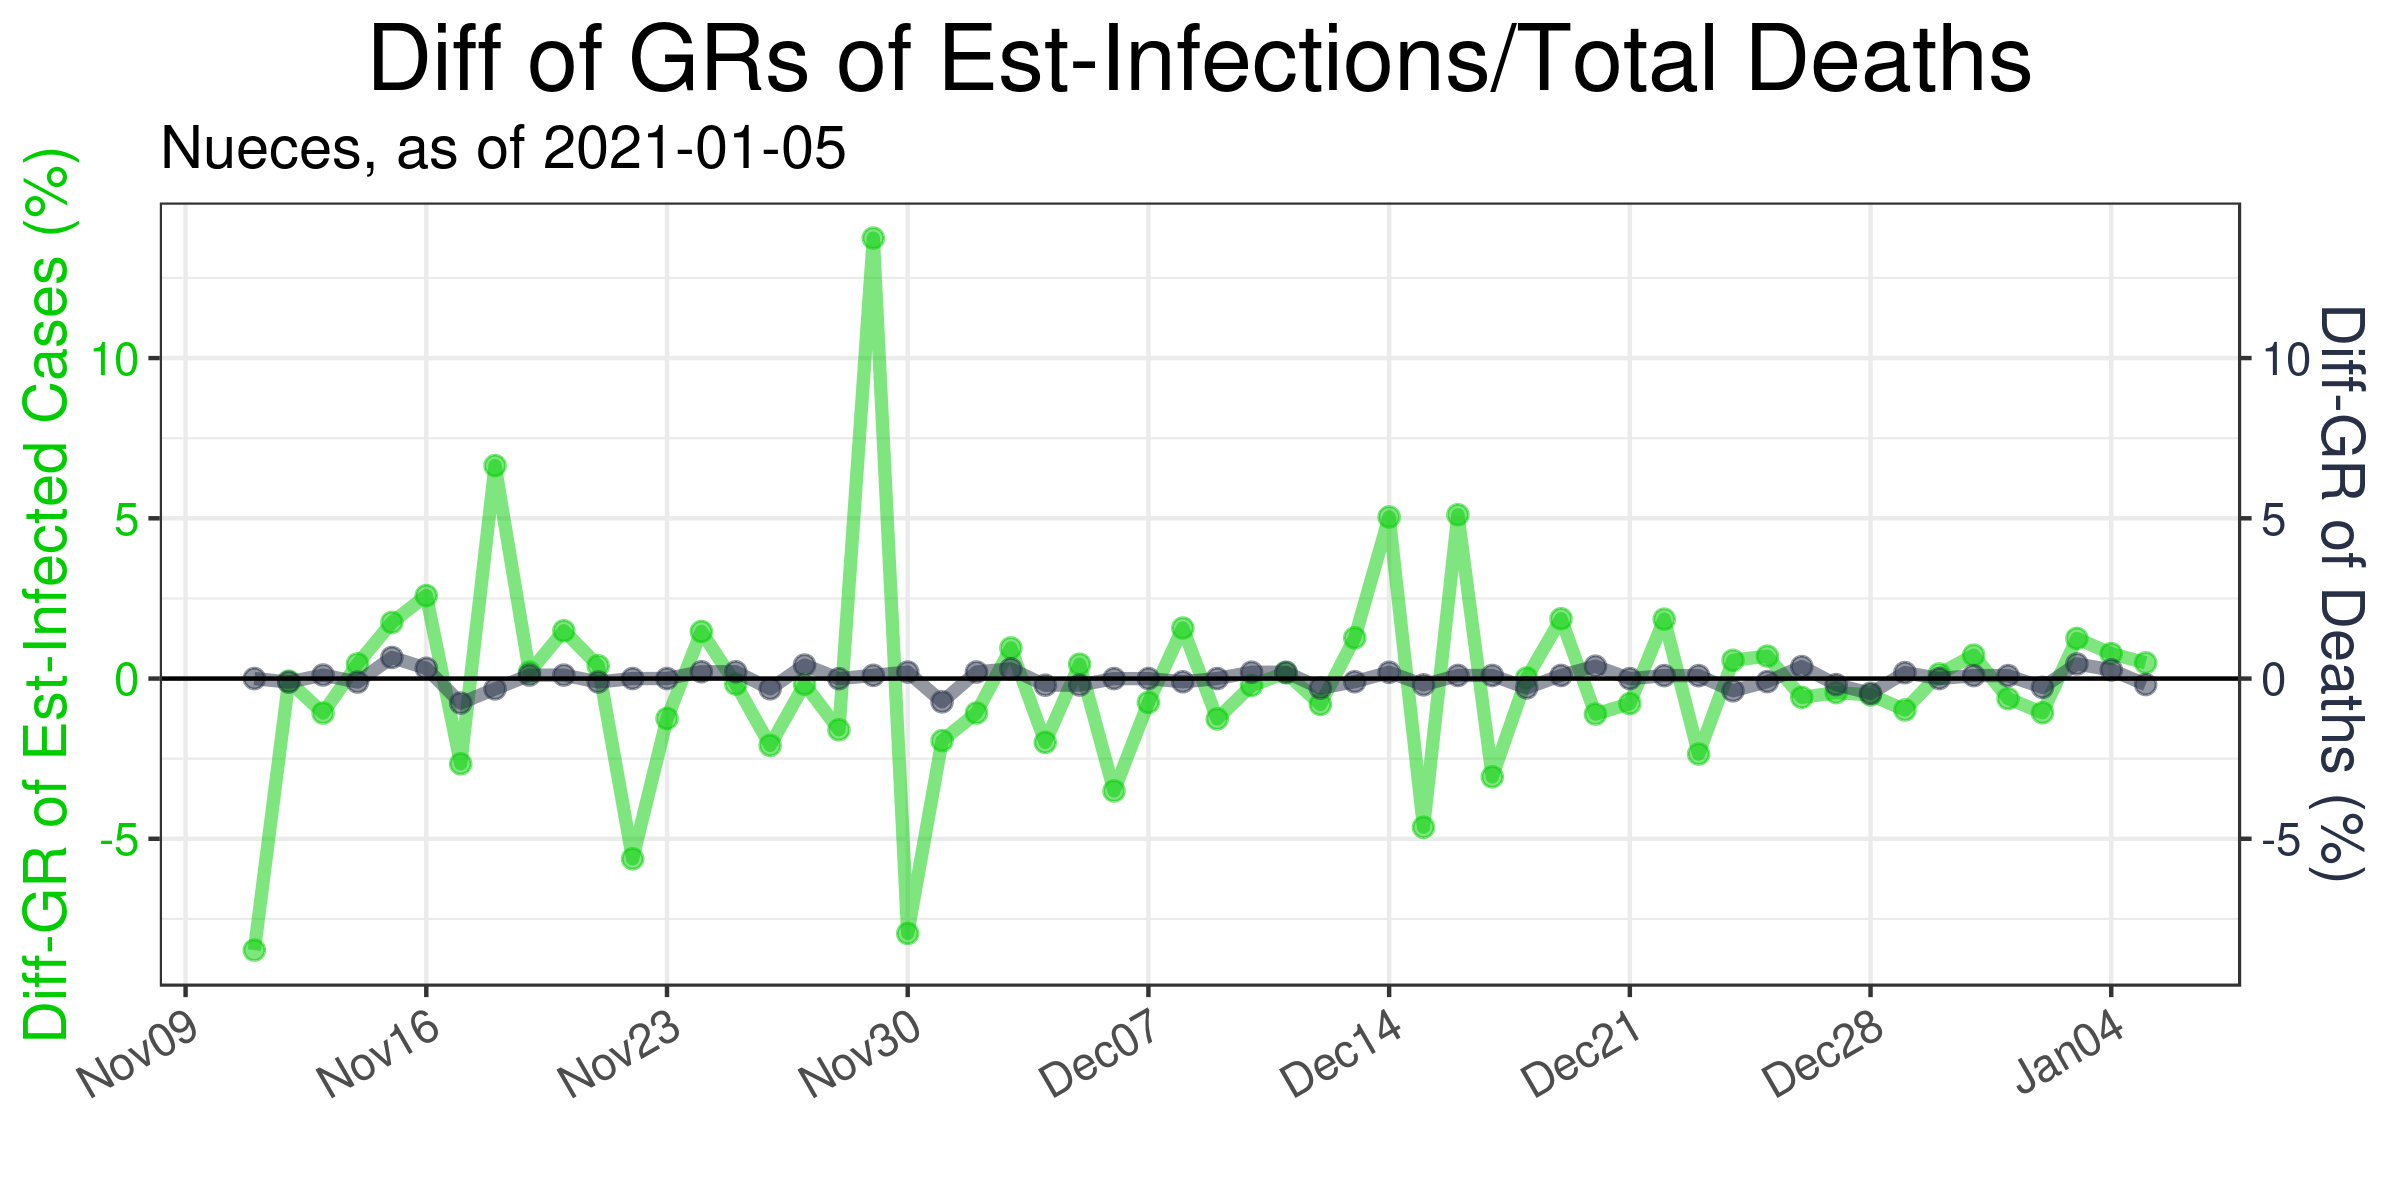 Diff of GRs of Est-Infections/Total Deaths
Nueces, as of 2021-01-05
Diff-GR of Est-Infected Cases (%)
10
5
0
-5
10
5
0
-5
Diff-GR of Deaths (%)
Nov09
Nov16
Nov23
Nov30
Dec07
Dec14
Dec21
Dec28
Jan04